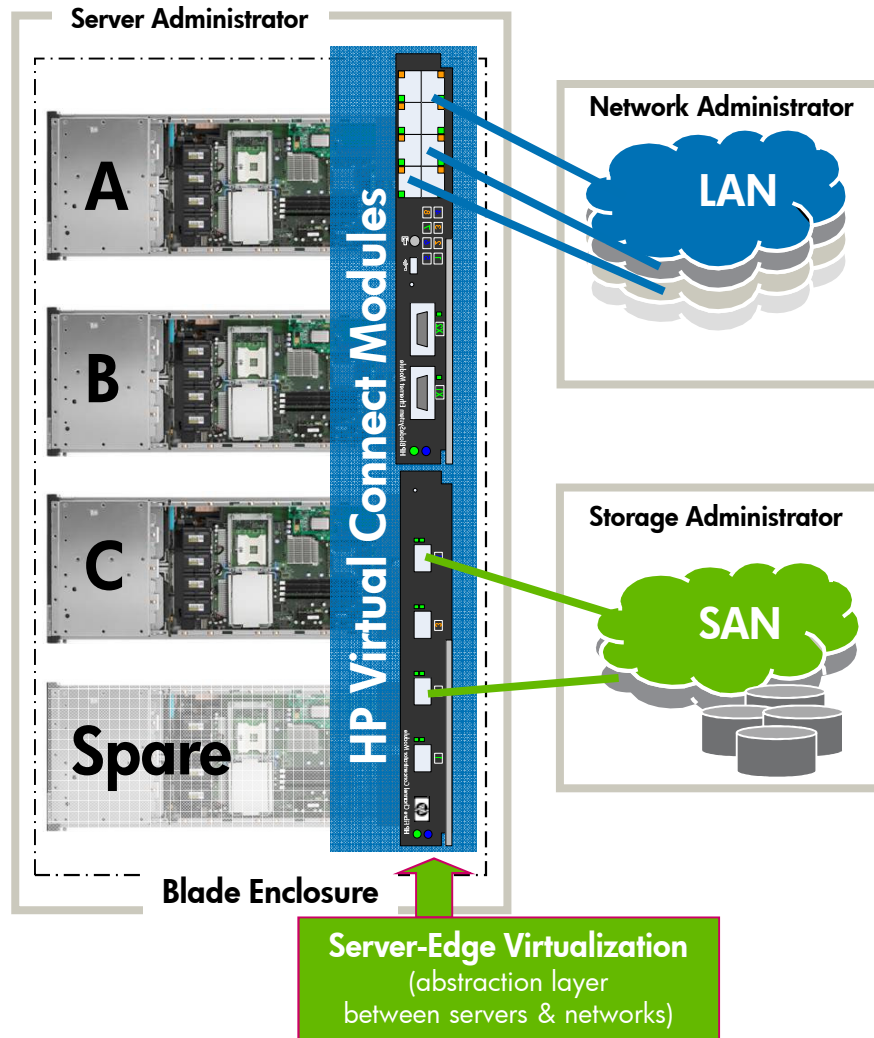 Server Administrator
Network Administrator
LAN
A
B
C
Spare
HP Virtual Connect Modules
Storage Administrator
SAN
Blade Enclosure
Server-Edge Virtualization
(abstraction layer
between servers & networks)